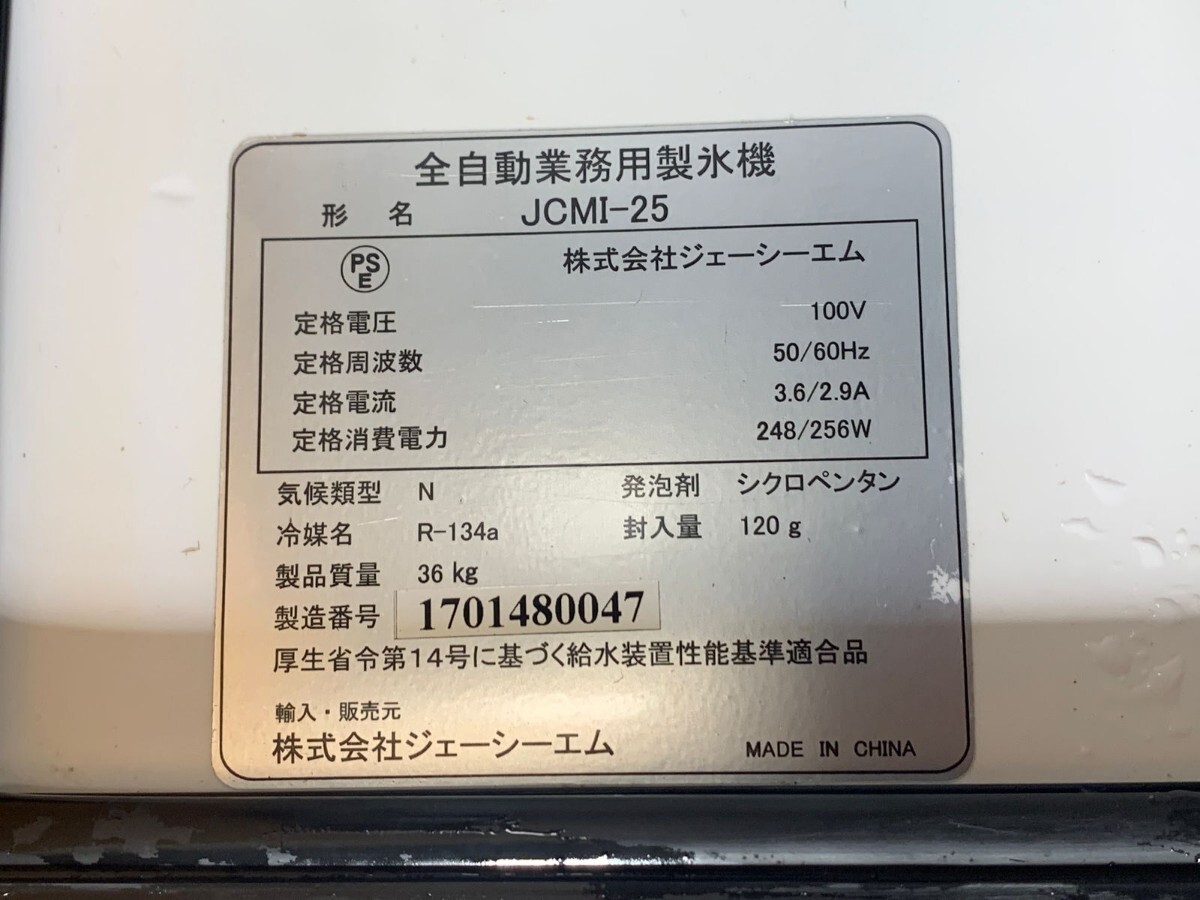 全自動業務用製氷機
形 名 JCMI-25
PSE 株式会社ジェーシーエム
定格電圧 100V
定格周波数 50/60Hz
定格電流 3.6/2.9A
定格消費電力 248/256W
気候類型 N 発泡剤 シクロペンタン
冷媒名 R-134a 封入量 120 g
製品質量 36 kg
製造番号 1701480047
厚生省令第14号に基づく給水装置性能基準適合品
輸入・販売元
株式会社ジェーシーエム MADE IN CHINA